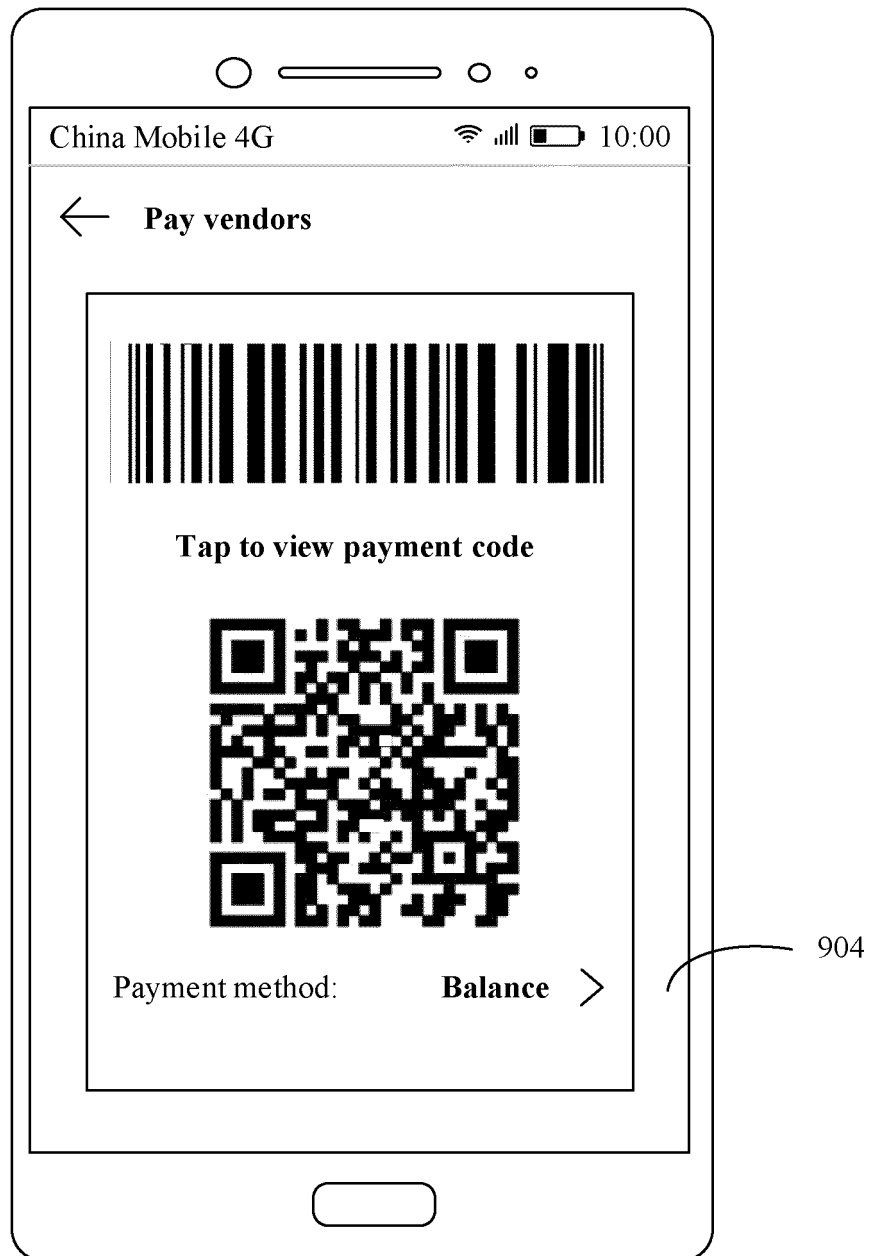 China Mobile 4G 10:00
Pay vendors
Tap to view payment code
904
Payment method: Balance